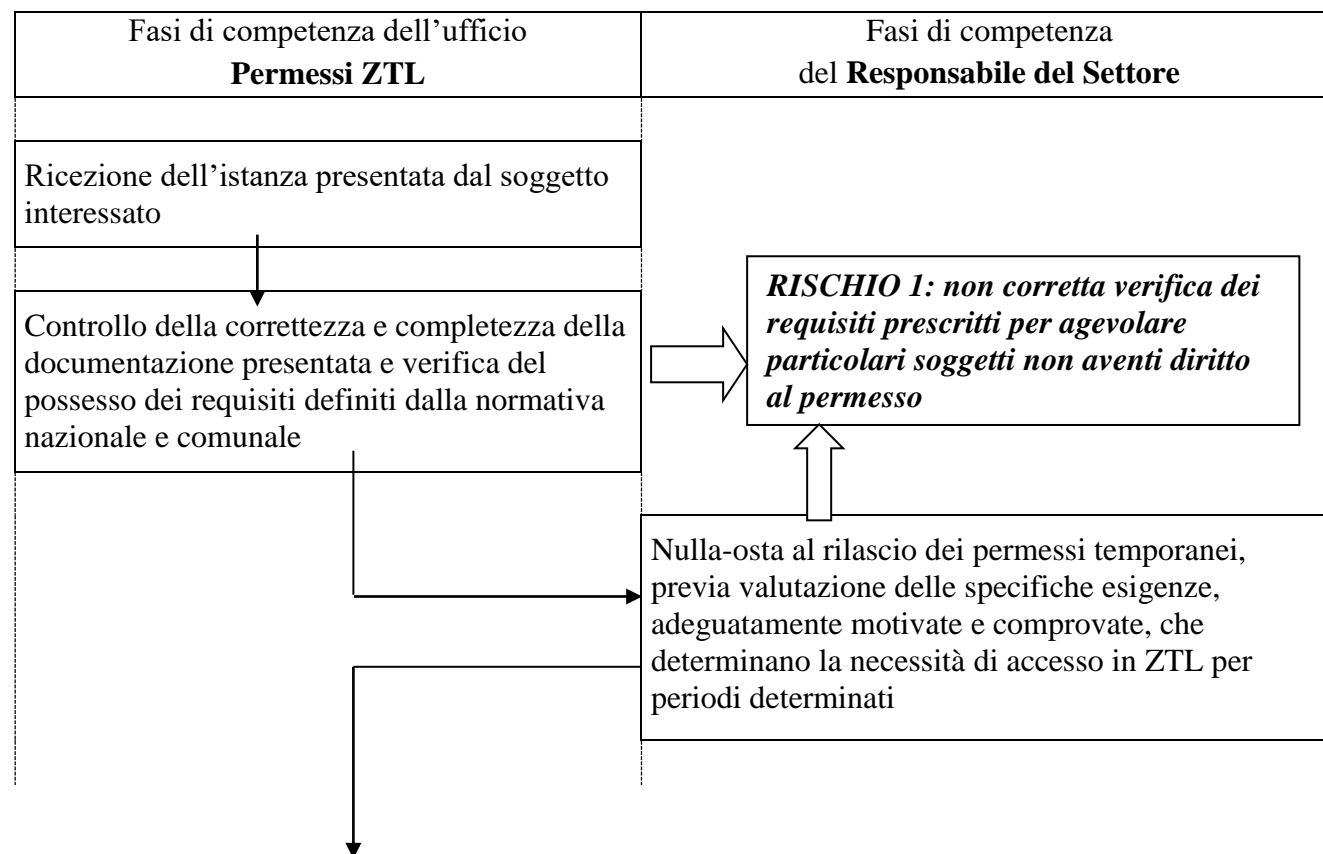 Fasi di competenza dell’ufficio
Permessi ZTL
Fasi di competenza
del Responsabile del Settore
Ricezione dell’istanza presentata dal soggetto
interessato
Controllo della correttezza e completezza della
documentazione presentata e verifica del
possesso dei requisiti definiti dalla normativa
nazionale e comunale
RISCHIO 1: non corretta verifica dei
requisiti prescritti per agevolare
particolari soggetti non aventi diritto
al permesso
Nulla-osta al rilascio dei permessi temporanei,
previa valutazione delle specifiche esigenze,
adeguatamente motivate e comprovate, che
determinano la necessità di accesso in ZTL per
periodi determinati